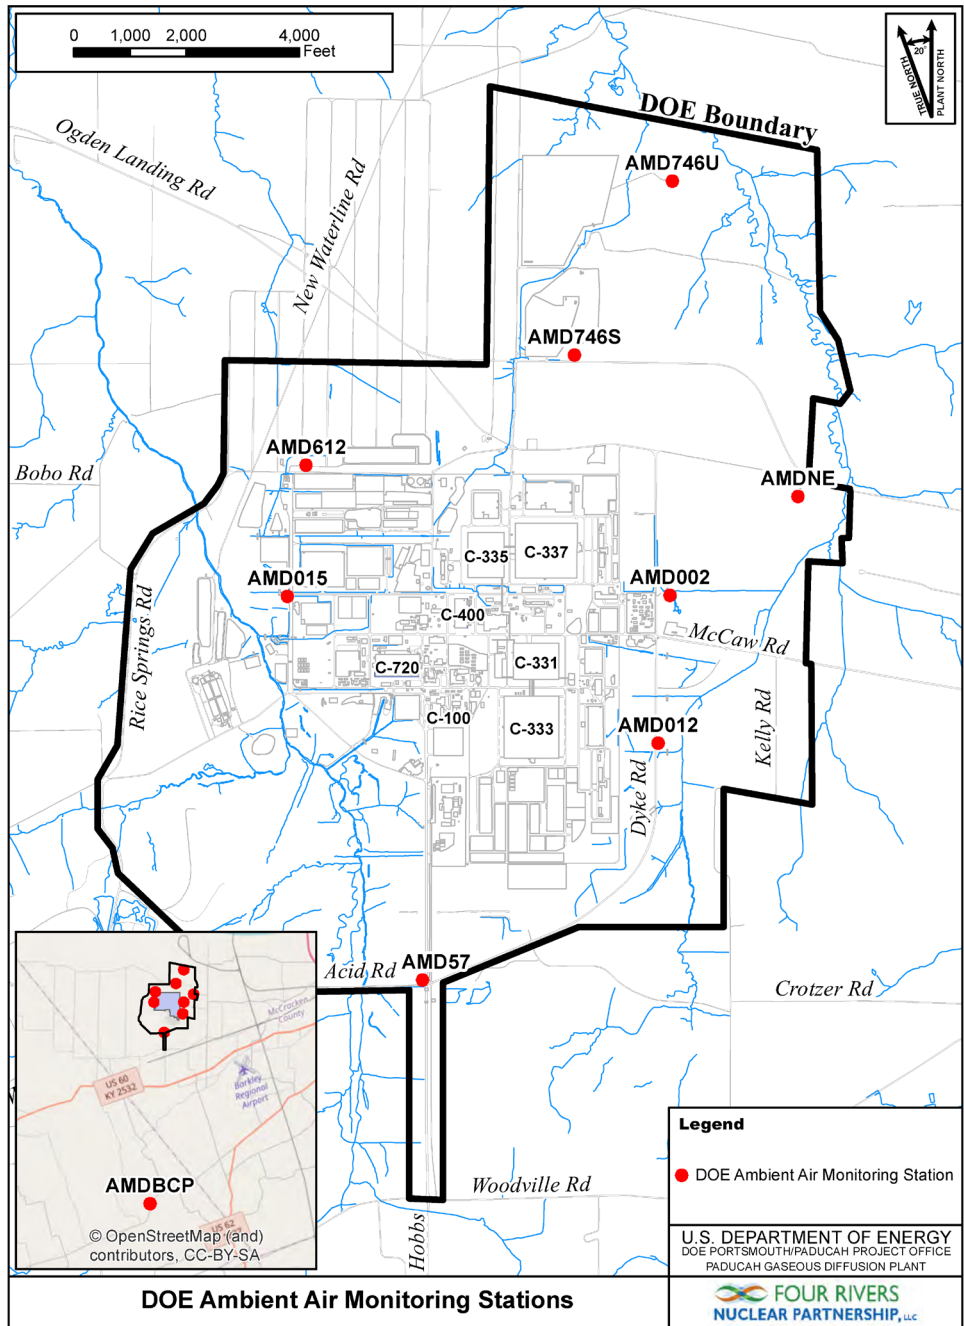 0 1,000 2,000 4,000
Feet
TRUE NORTH
20°
PLANT NORTH
DOE Boundary
Ogden Landing Rd
New Waterline Rd
AMD746U
AMD746S
AMD612
Bobo Rd
AMDNE
C-335
C-337
AMD015
AMD002
C-400
McCaw Rd
C-720
C-331
Rice Springs Rd
C-100
C-333
AMD012
Kelly Rd
Dyke Rd
Acid Rd
AMD57
Crotzer Rd
McCracken
County
US 60
KY 2532
Barkley
Regional
Airport
AMDBCP
US 62
© OpenStreetMap (and)
contributors, CC-BY-SA
Woodville Rd
Hobbs
Legend
DOE Ambient Air Monitoring Station
U.S. DEPARTMENT OF ENERGY
DOE PORTSMOUTH/PADUCAH PROJECT OFFICE
PADUCAH GASEOUS DIFFUSION PLANT
DOE Ambient Air Monitoring Stations
FOUR RIVERS
NUCLEAR PARTNERSHIP, LLC